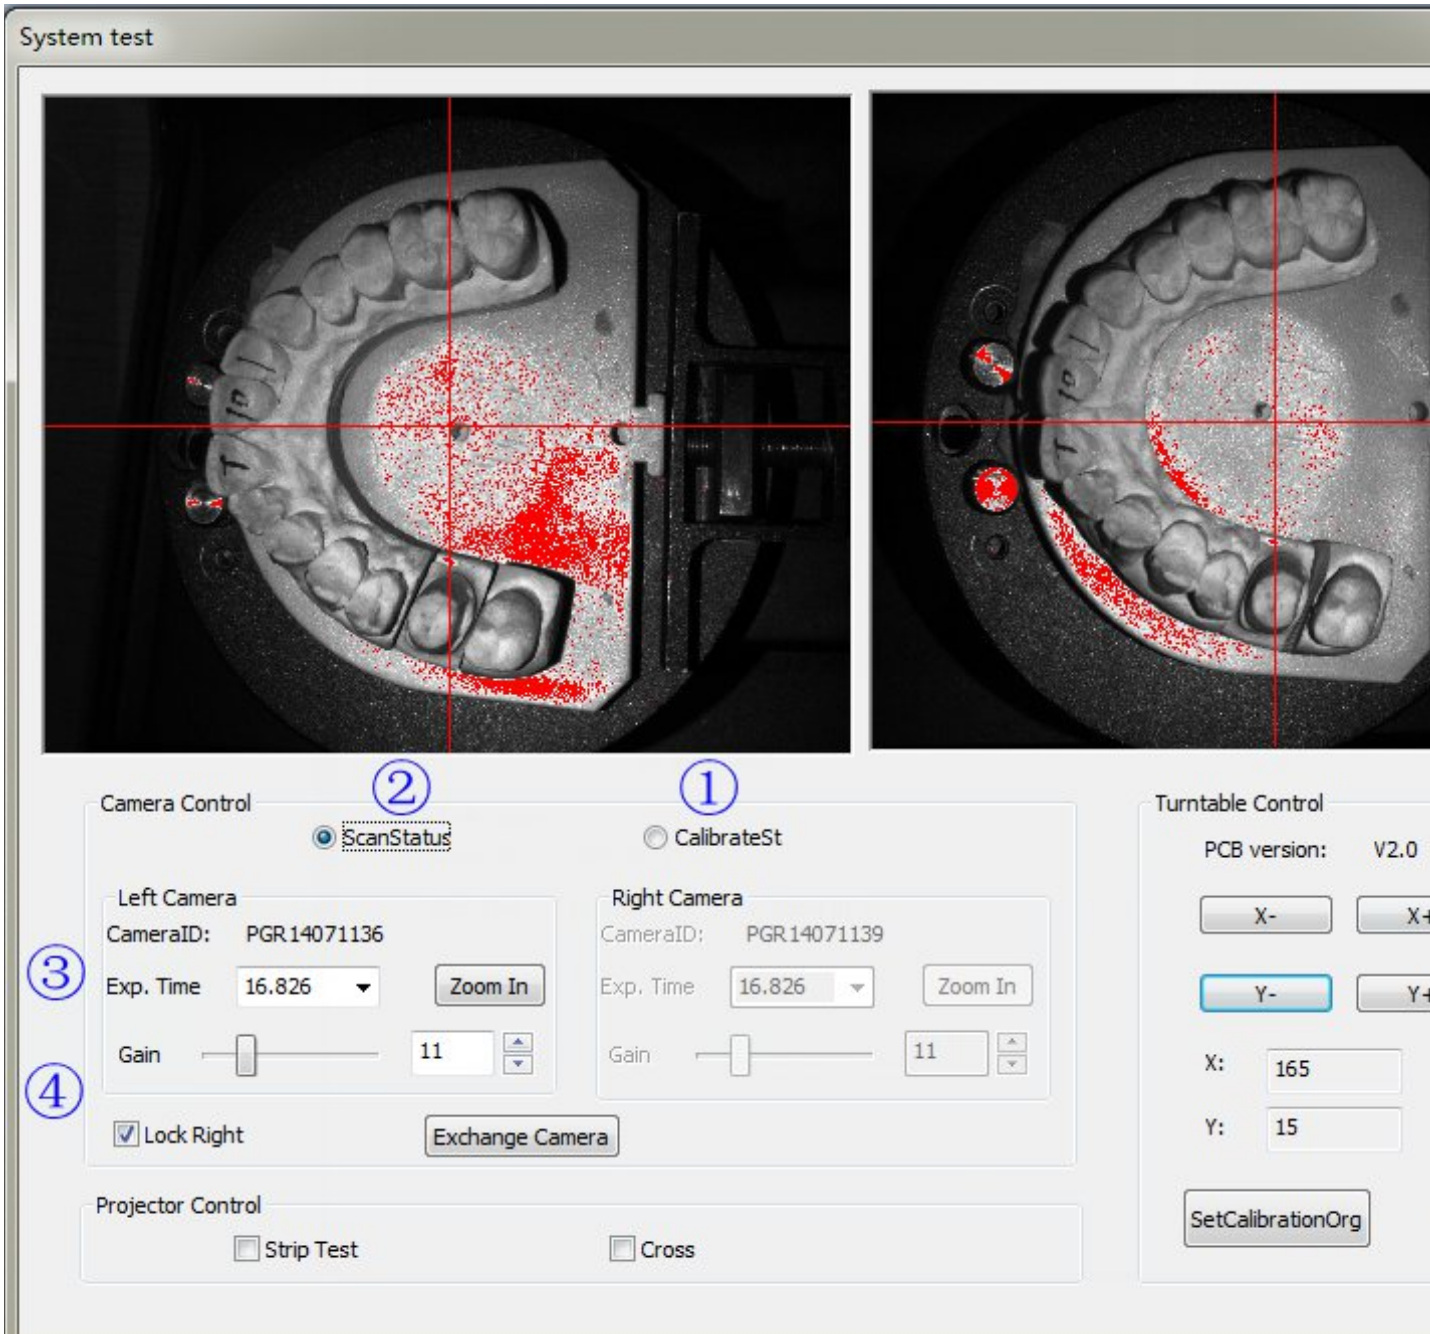 System test
② ①
Camera Control
ScanStatus CalibrateSt
Left Camera
CameraID: PGR14071136
③ Exp. Time 16.826 Zoom In
Gain 11
④
Lock Right Exchange Camera
Right Camera
CameraID: PGR14071139
Exp. Time 16.826 Zoom In
Gain 11
Projector Control
Strip Test Cross
Turntable Control
PCB version: V2.0
X- X+
Y- Y+
X: 165
Y: 15
SetCalibrationOrg